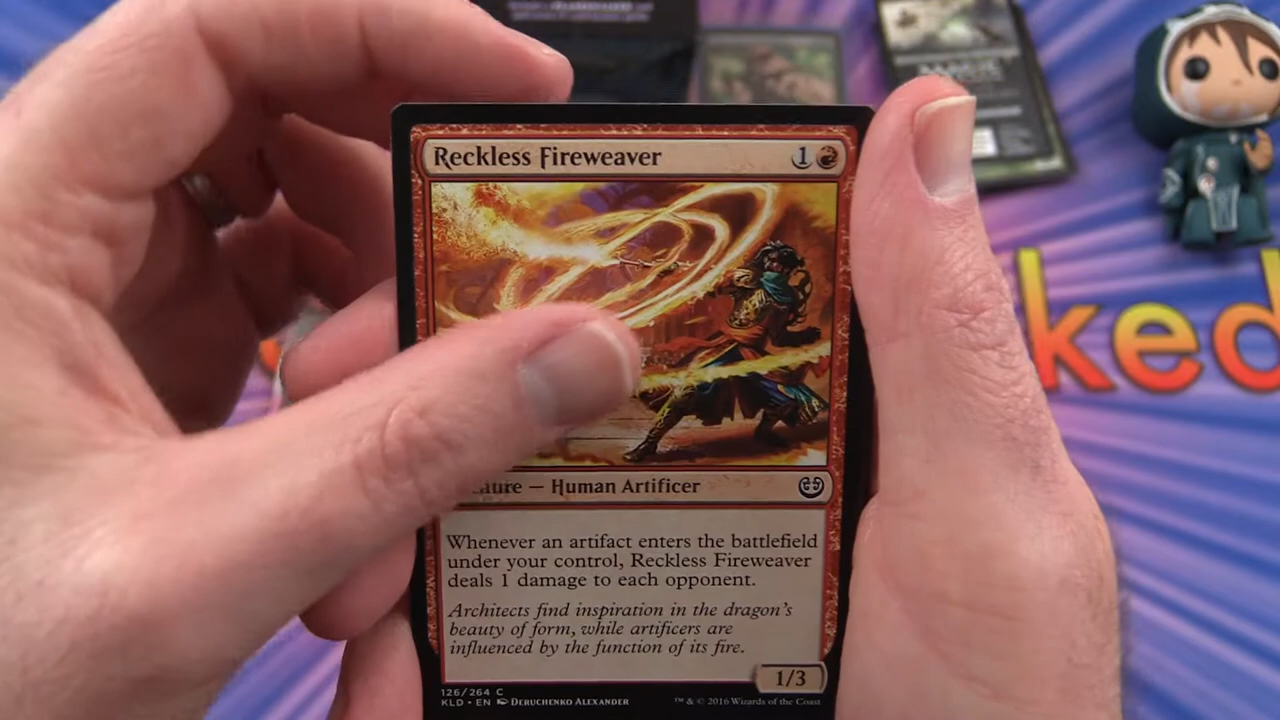 Reckless Fireweaver 1
ture — Human Artificer
Whenever an artifact enters the battlefield
under your control, Reckless Fireweaver
deals 1 damage to each opponent.
Architects find inspiration in the dragon's
beauty of form, while artificers are
influenced by the function of its fire.
1/3
126/264 C
KLD • EN Deruchenko Alexander ™ & © 2016 Wizards of the Coast
ked